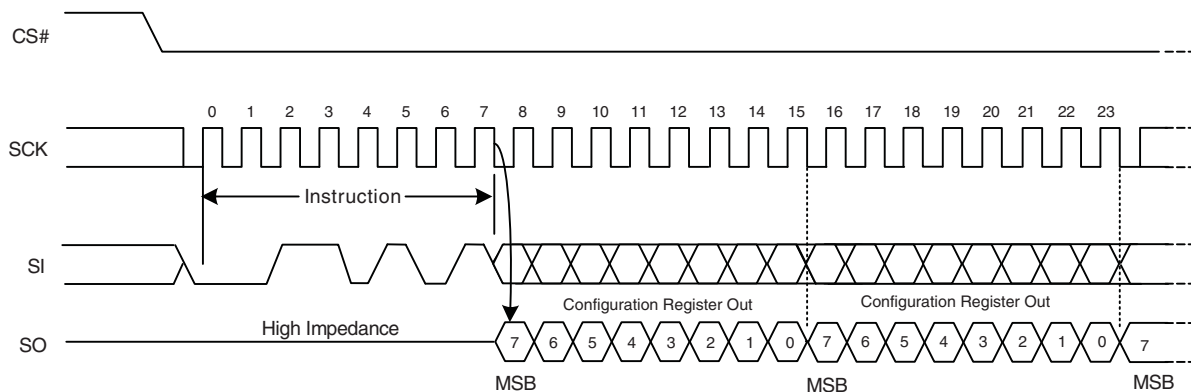 CS#
0 1 2 3 4 5 6 7 8 9 10 11 12 13 14 15 16 17 18 19 20 21 22 23
SCK
Instruction
SI
Configuration Register Out Configuration Register Out
High Impedance
SO 7 6 5 4 3 2 1 0 7 6 5 4 3 2 1 0 7
MSB MSB MSB